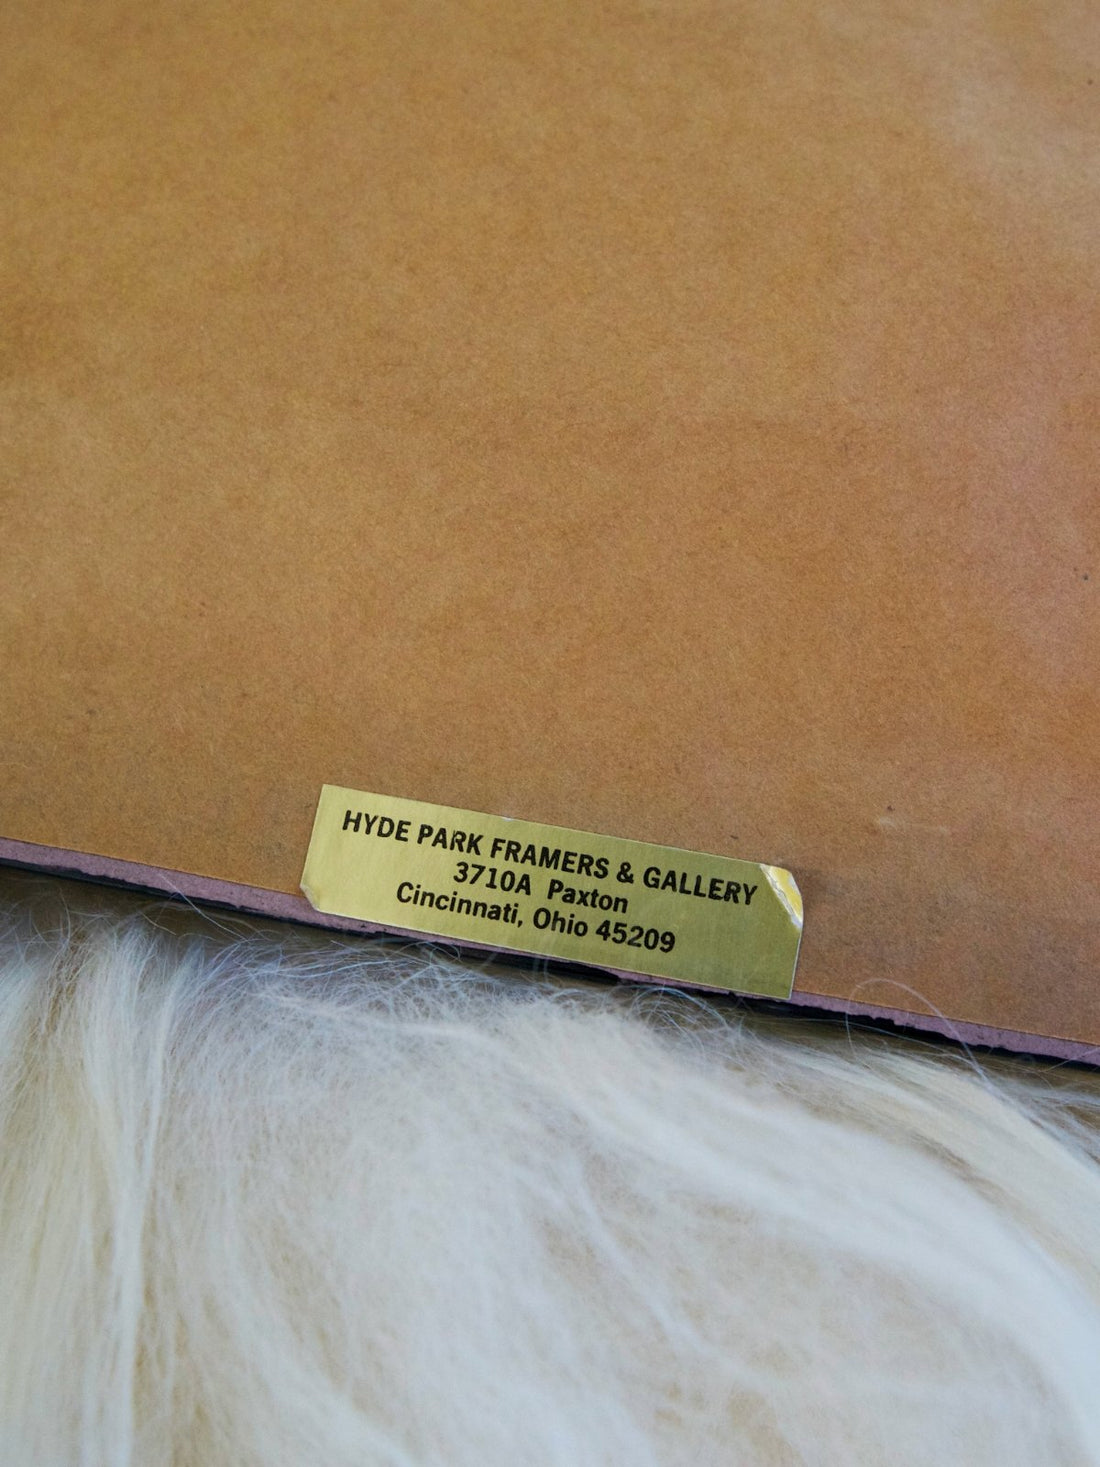 HYDE PARK FRAMERS & GALLERY
3710A Paxton
Cincinnati, Ohio 45209